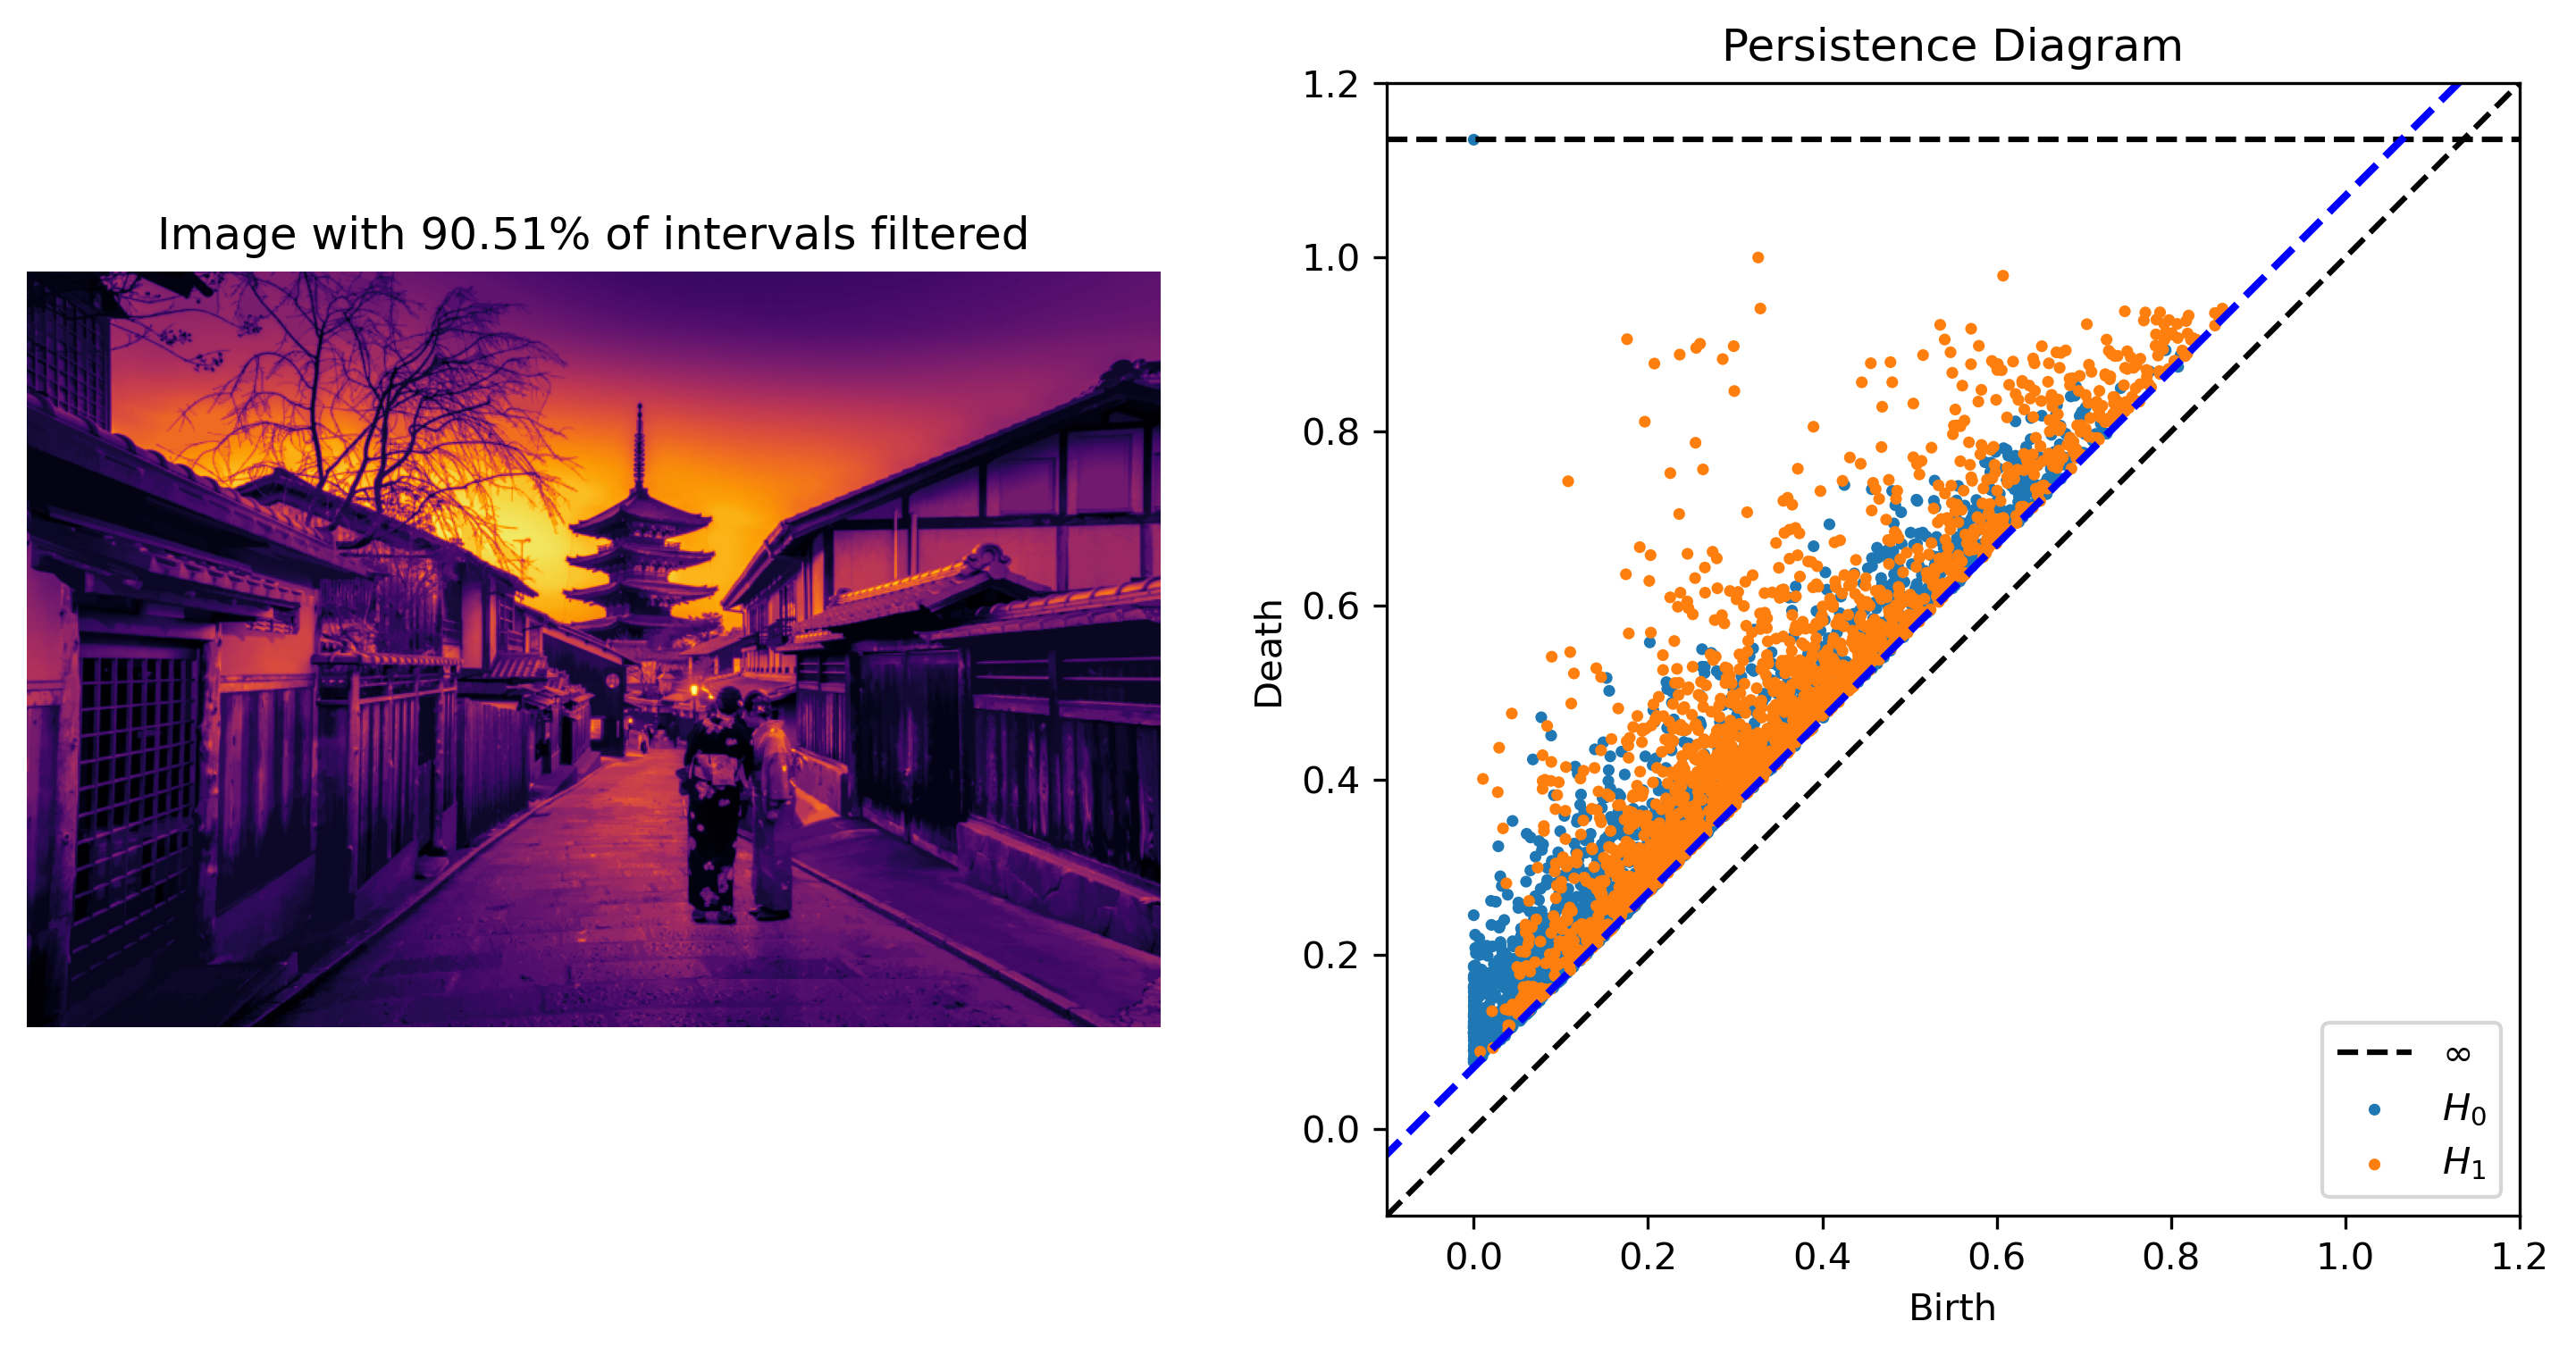 Image with 90.51% of intervals filtered
Persistence Diagram
1.2
1.0
0.8
0.6
0.4
0.2
0.0
Death
0.0 0.2 0.4 0.6 0.8 1.0 1.2
Birth
∞
H₀
H₁